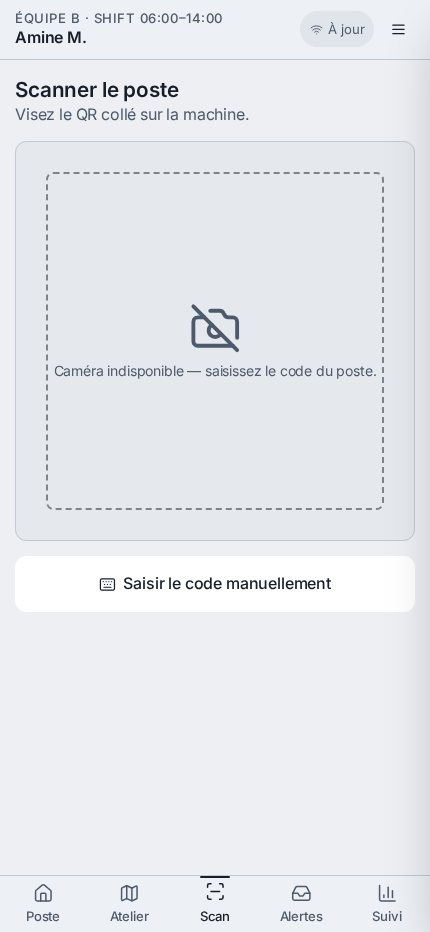 ÉQUIPE B · SHIFT 06:00–14:00
Amine M.
À jour
Scanner le poste
Visez le QR collé sur la machine.
Caméra indisponible — saisissez le code du poste.
Saisir le code manuellement
Poste
Atelier
Scan
Alertes
Suivi